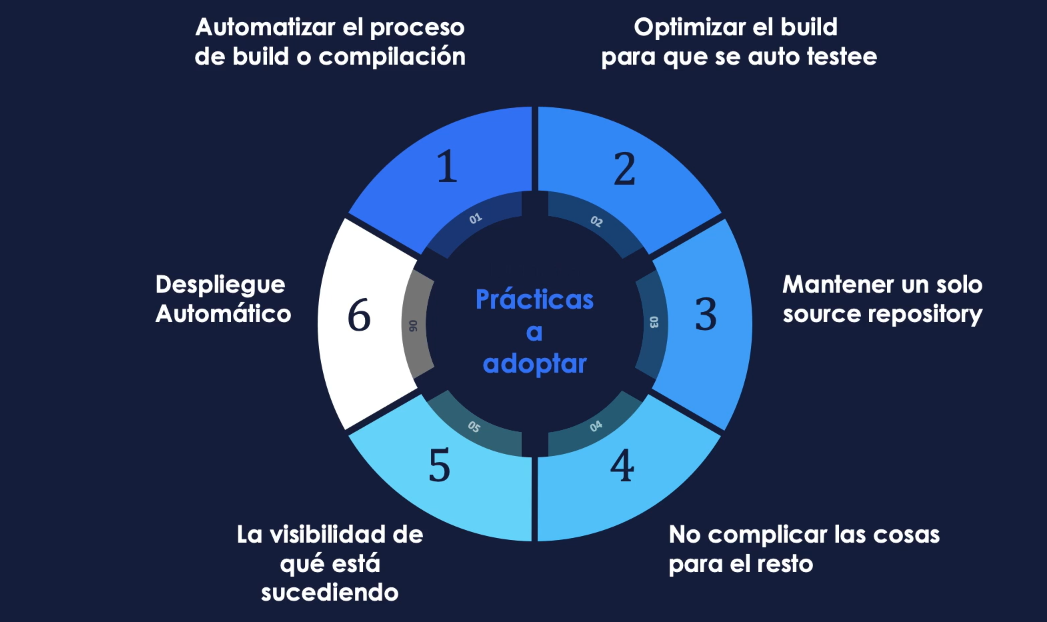 Automatizar el proceso
de build o compilación
Optimizar el build
para que se auto testee
1
2
01
02
Despliegue
Automático
6
06
Prácticas
a
adoptar
03
3
Mantener un solo
source repository
05
04
5
4
La visibilidad de
qué está
sucediendo
No complicar las cosas
para el resto